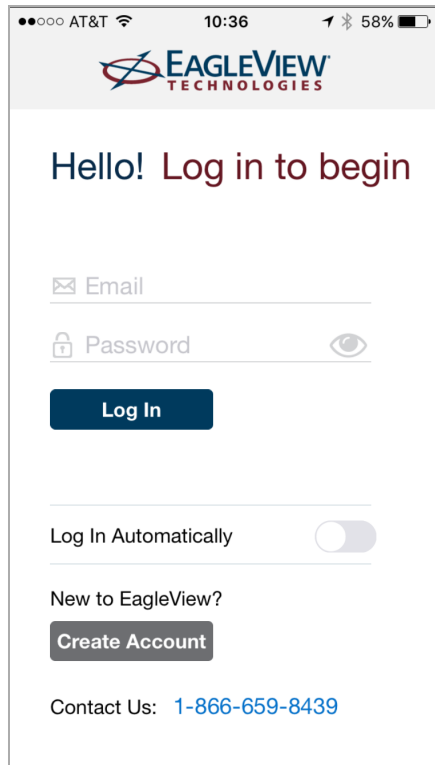 AT&T 10:36 58%
EAGLEVIEW
TECHNOLOGIES
Hello! Log in to begin
Email
Password
Log In
Log In Automatically
New to EagleView?
Create Account
Contact Us: 1-866-659-8439